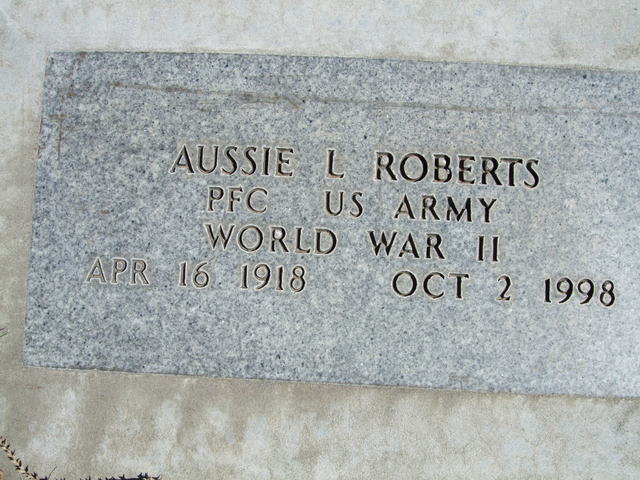 AUSSIE L ROBERTS
PFC US ARMY
WORLD WAR II
APR 16 1918 OCT 2 1998